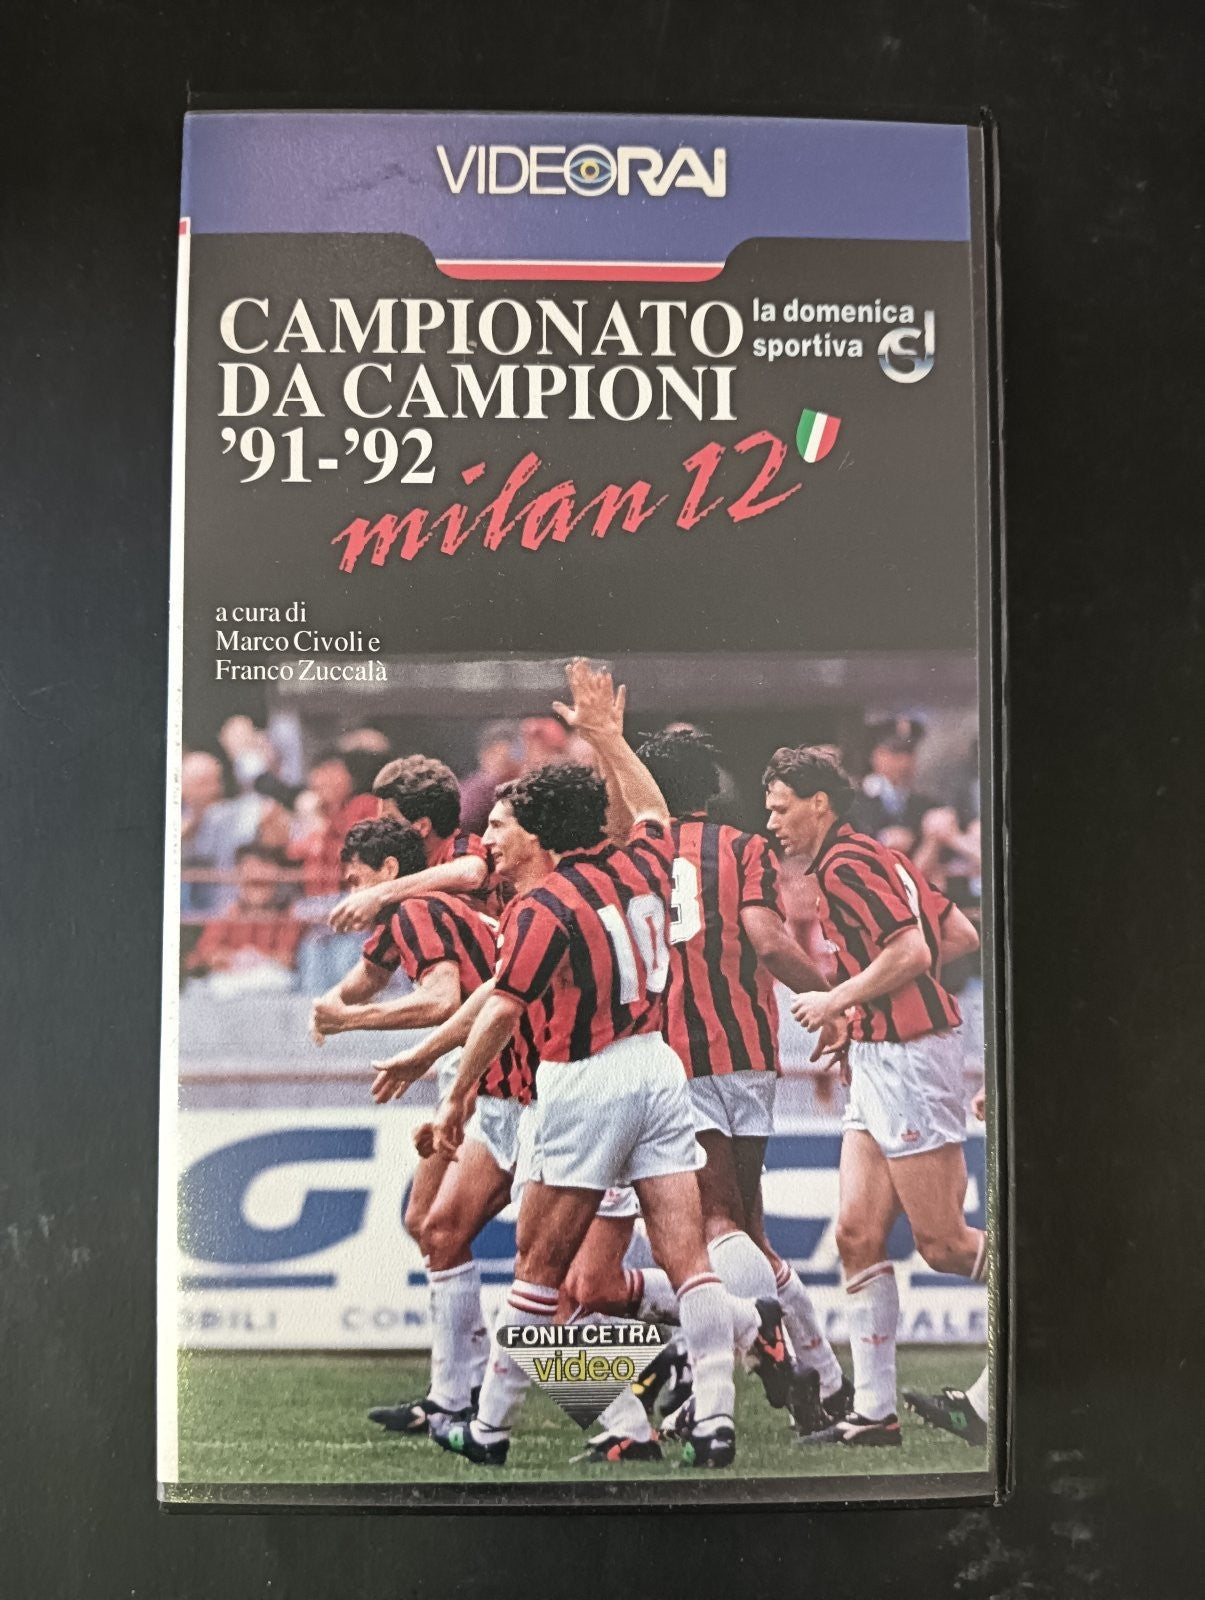 VIDEORAI
CAMPIONATO
DA CAMPIONI
'91-'92
la domenica
sportiva
milan 12
a cura di
Marco Civoli e
Franco Zuccalà
10
FONIT CETRA
video